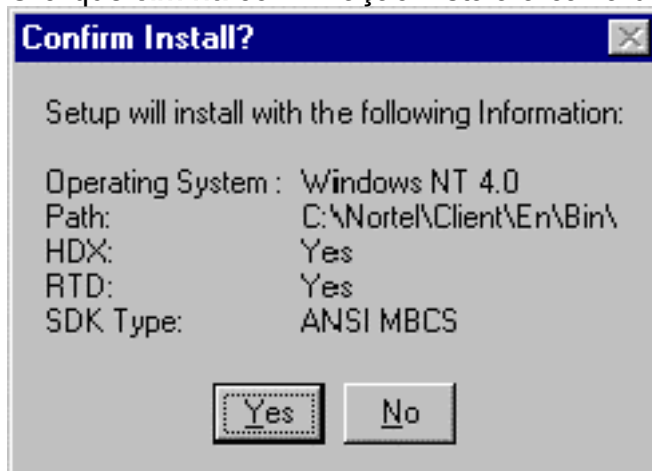 Confirm Install?
Setup will install with the following Information:
Operating System : Windows NT 4.0
Path: C:\Nortel\Client\En\Bin\
HDX: Yes
RTD: Yes
SDK Type: ANSI MBCS
Yes No